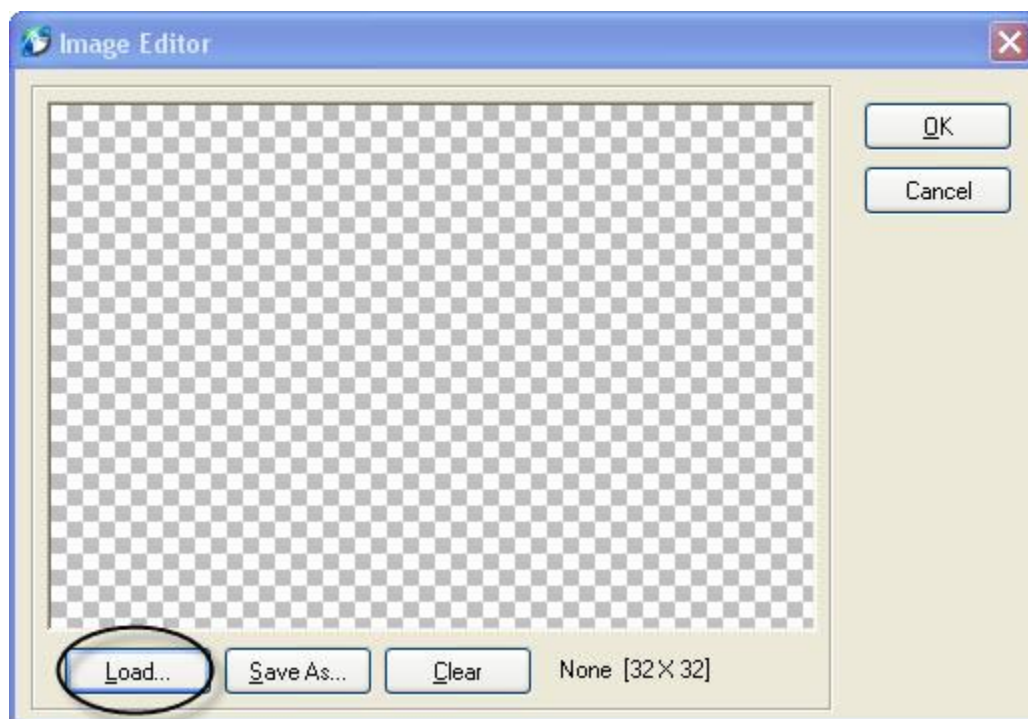 Image Editor
OK
Cancel
Load...
Save As...
Clear
None [32 X 32]